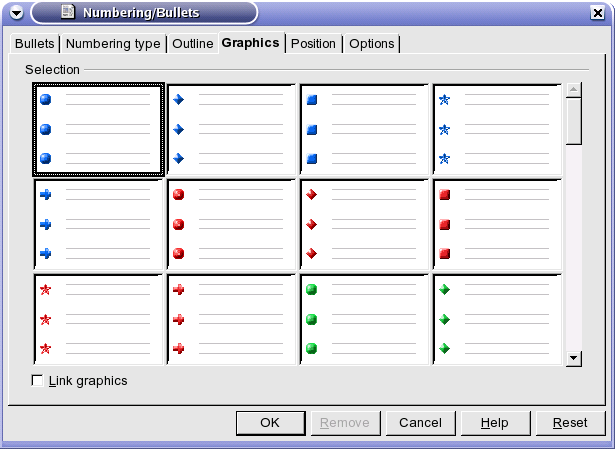 Numbering/Bullets
Bullets Numbering type Outline Graphics Position Options
Selection
Link graphics
OK Remove Cancel Help Reset